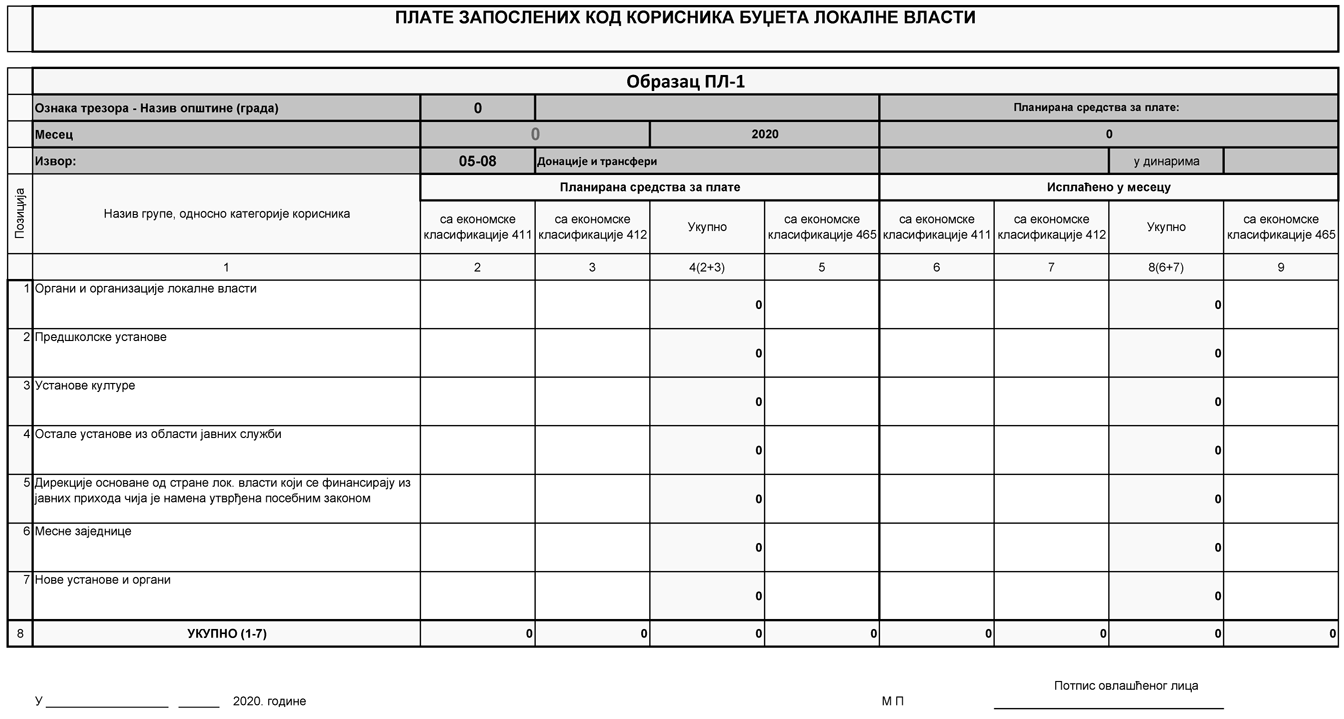 ПЛАТЕ ЗАПОСЛЕНИХ КОД КОРИСНИКА БУЏЕТА ЛОКАЛНЕ ВЛАСТИ
Образац ПЛ-1
Ознака трезора - Назив општине (града) 0 Планирана средства за плате:
Месец 0 2020 0
Извор: 05-08 Донације и трансфери у динарима
Позиција
Назив групе, односно категорије корисника
Планирана средства за плате Исплаћено у месецу
са економске класификације 411 са економске класификације 412 Укупно са економске класификације 465 са економске класификације 411 са економске класификације 412 Укупно са економске класификације 465
1 2 3 4(2+3) 5 6 7 8(6+7) 9
1 Органи и организације локалне власти 0 0
2 Предшколске установе 0 0
3 Установе културе 0 0
4 Остале установе из области јавних служби 0 0
5 Дирекције основане од стране лок. власти који се финансирају из
јавних прихода чија је намена утврђена посебним законом 0 0
6 Месне заједнице 0 0
7 Нове установе и органи 0 0
8 УКУПНО (1-7) 0 0 0 0 0 0 0 0
Потпис овлашћеног лица
У ___________________ ______ 2020. године М П